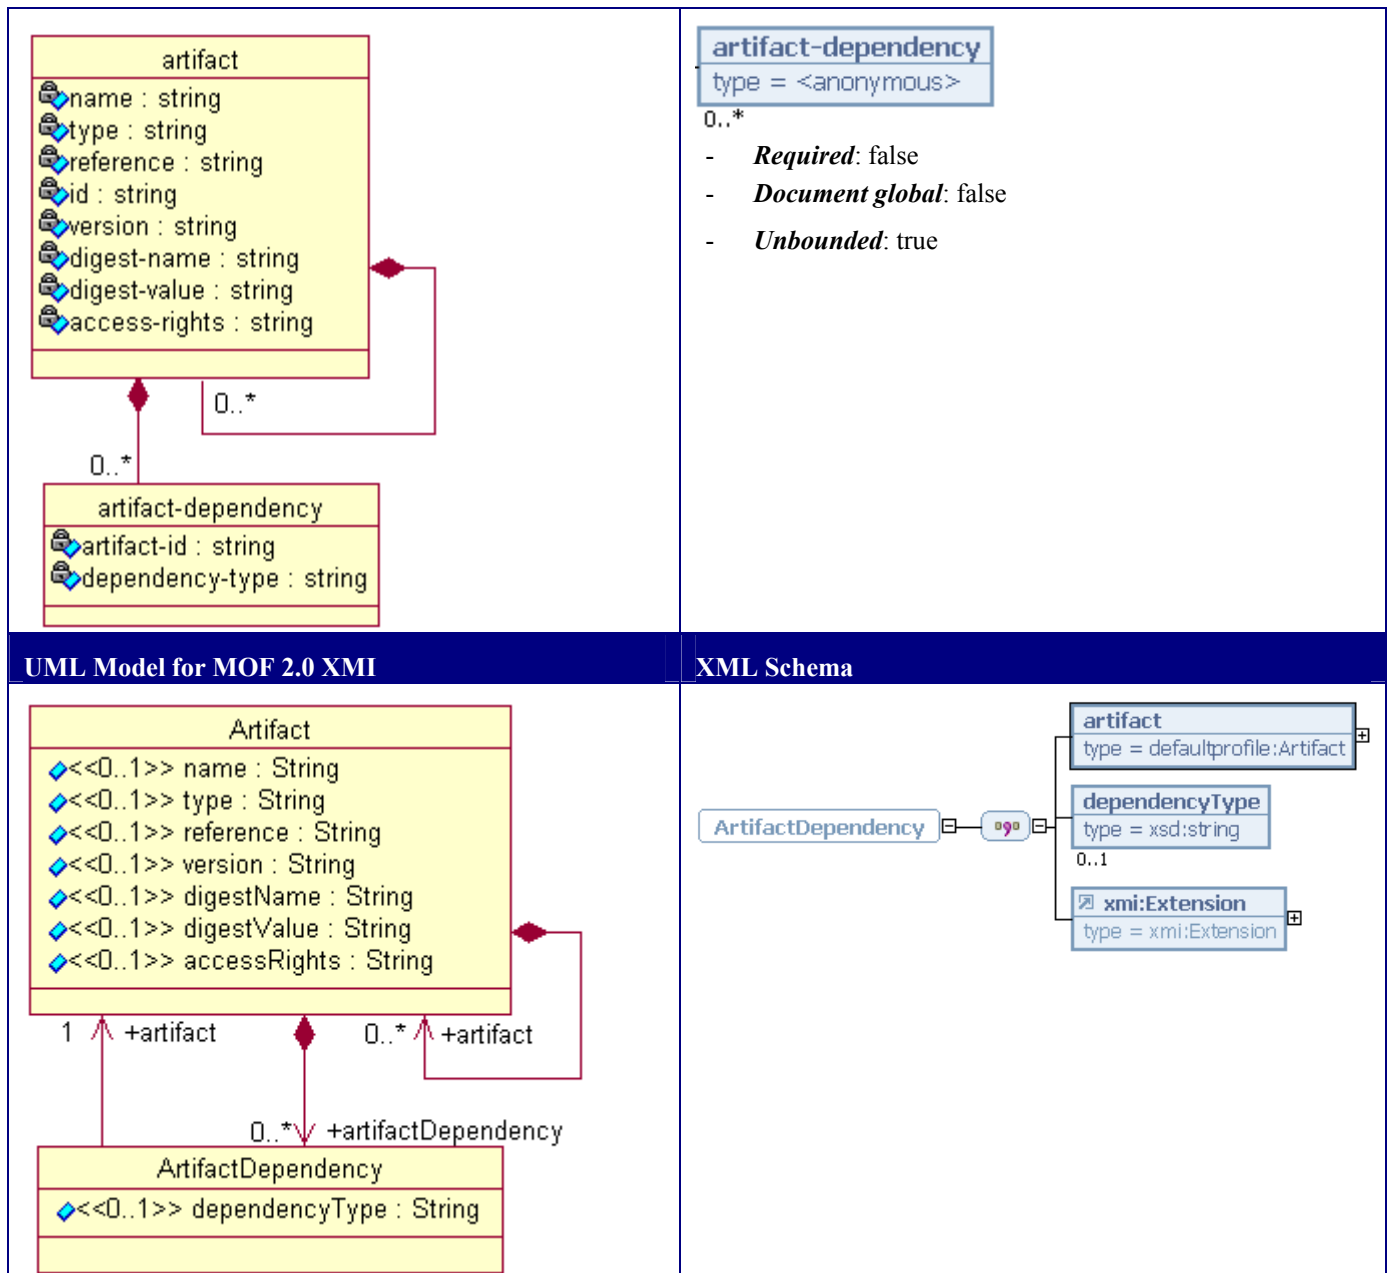 artifact
name : string
type : string
reference : string
id : string
version : string
digest-name : string
digest-value : string
access-rights : string
0..*
0..*
artifact-dependency
artifact-id : string
dependency-type : string
artifact-dependency
type = <anonymous>
0..*
- Required: false
- Document global: false
- Unbounded: true
UML Model for MOF 2.0 XMI
XML Schema
Artifact
<<0..1>> name : String
<<0..1>> type : String
<<0..1>> reference : String
<<0..1>> version : String
<<0..1>> digestName : String
<<0..1>> digestValue : String
<<0..1>> accessRights : String
1 +artifact
0..* +artifact
0..* +artifactDependency
ArtifactDependency
<<0..1>> dependencyType : String
ArtifactDependency
artifact
type = defaultprofile:Artifact
dependencyType
type = xsd:string
0..1
xmi:Extension
type = xmi:Extension